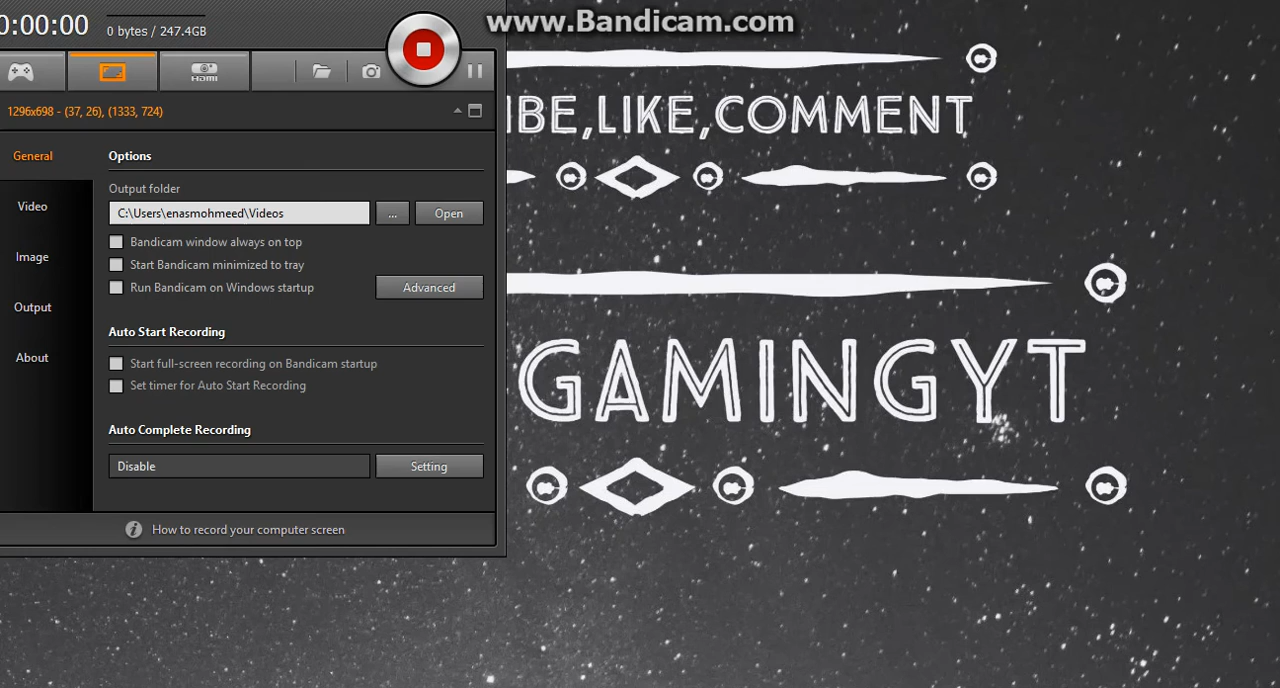 0:00:00
0 bytes / 247.4GB
www.Bandicam.com
HDMI
1296x698 - (37, 26), (1333, 724)
IBE,LIKE,COMMENT
General
Video
Image
Output
About
Options
Output folder
C:\Users\enasmohmeed\Videos
...
Open
Bandicam window always on top
Start Bandicam minimized to tray
Run Bandicam on Windows startup
Advanced
Auto Start Recording
Start full-screen recording on Bandicam startup
Set timer for Auto Start Recording
Auto Complete Recording
Disable
Setting
How to record your computer screen
GAMINGYT